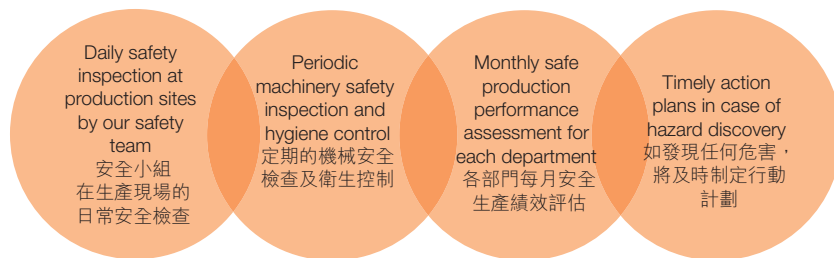 Daily safety
inspection at
production sites
by our safety
team
安全小組
在生產現場的
日常安全檢查
Periodic
machinery safety
inspection and
hygiene control
定期的機械安全
檢查及衛生控制
Monthly safe
production
performance
assessment for
each department
各部門每月安全
生產績效評估
Timely action
plans in case of
hazard discovery
如發現任何危害，
將及時制定行動
計劃